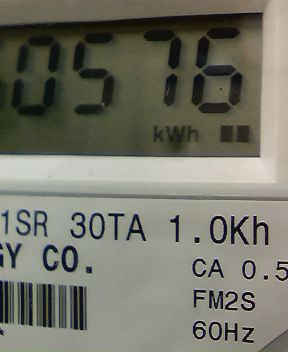 0576
kWh
1SR 30TA 1.0Kh
GY CO.
CA 0.5
FM2S
60Hz